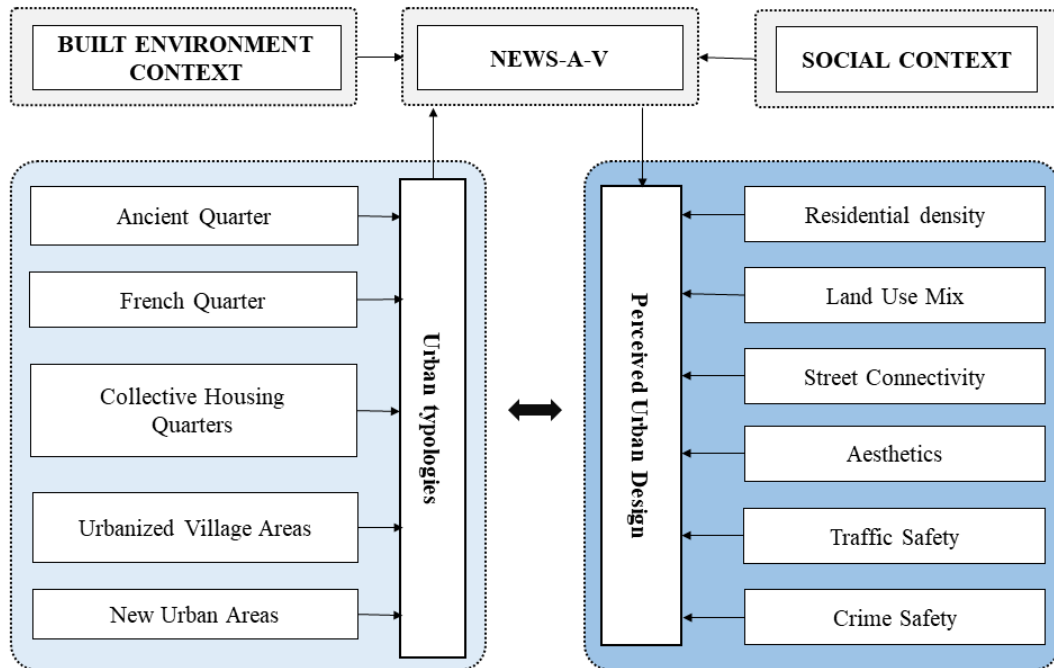 BUILT ENVIRONMENT
CONTEXT
NEWS-A-V
SOCIAL CONTEXT
Ancient Quarter
French Quarter
Collective Housing
Quarters
Urbanized Village Areas
New Urban Areas
Urban typologies
Perceived Urban Design
Residential density
Land Use Mix
Street Connectivity
Aesthetics
Traffic Safety
Crime Safety